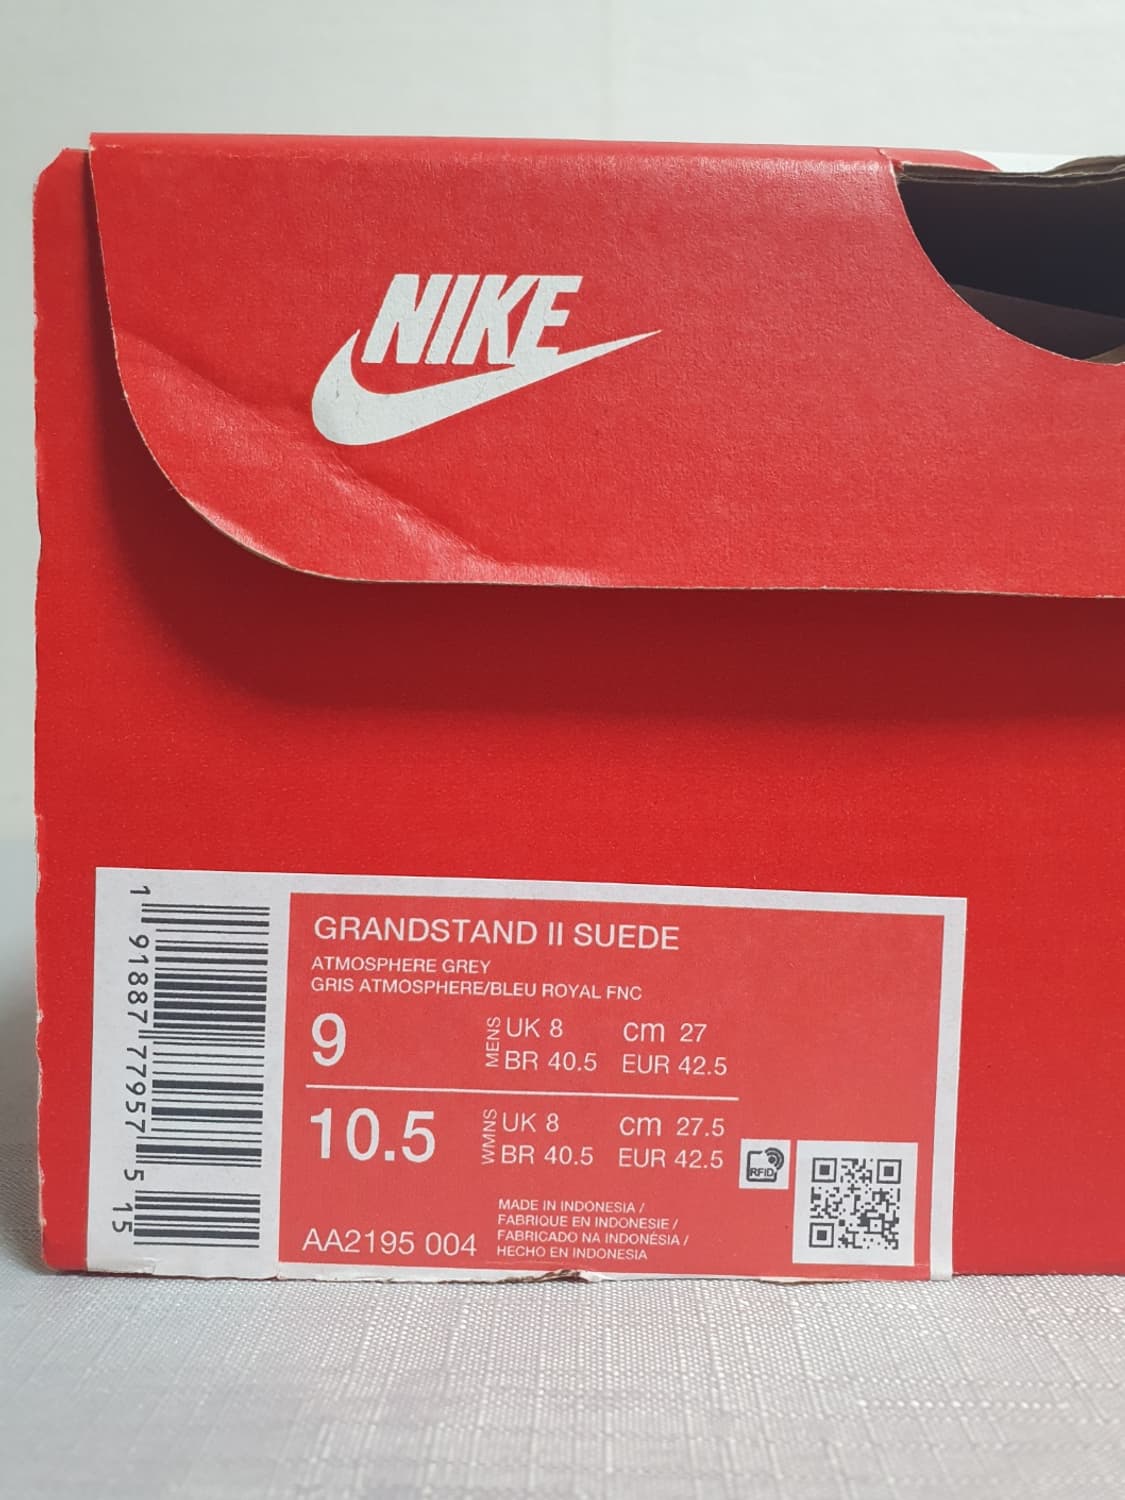 NIKE
1 91887 77957 5 15
GRANDSTAND II SUEDE
ATMOSPHERE GREY
GRIS ATMOSPHERE/BLEU ROYAL FNC
9 MENS UK 8 cm 27
BR 40.5 EUR 42.5
10.5 WMNS UK 8 cm 27.5
BR 40.5 EUR 42.5
RFID
MADE IN INDONESIA /
FABRIQUE EN INDONESIE /
FABRICADO NA INDONÉSIA /
HECHO EN INDONESIA
AA2195 004